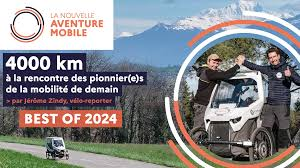 LA NOUVELLE
AVENTURE
MOBILE
4000 km
à la rencontre des pionnier(e)s
de la mobilité de demain
> par Jérôme Zindy, vélo-reporter
BEST OF 2024